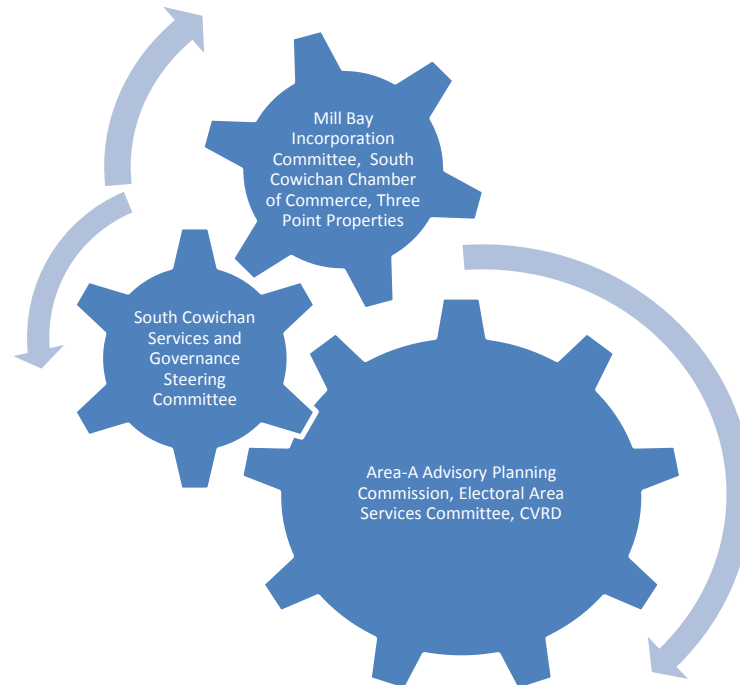 Mill Bay
Incorporation
Committee,  South
Cowichan Chamber
of Commerce, Three
Point Properties
South Cowichan
Services and
Governance
Steering
Committee
Area-A Advisory Planning
Commission, Electoral Area
Services Committee, CVRD